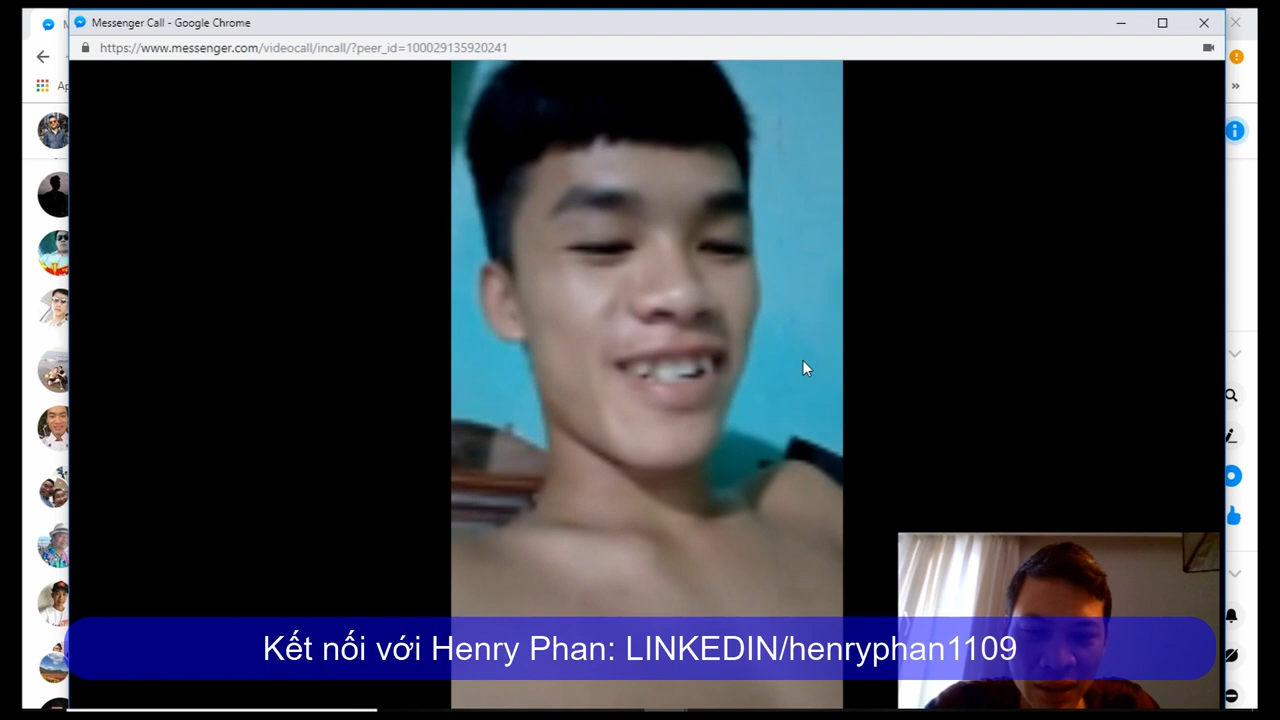 Messenger Call - Google Chrome
https://www.messenger.com/videocall/incall/?peer_id=100029135920241
Ap
Kết nối với Henry Phan: LINKEDIN/henryphan1109